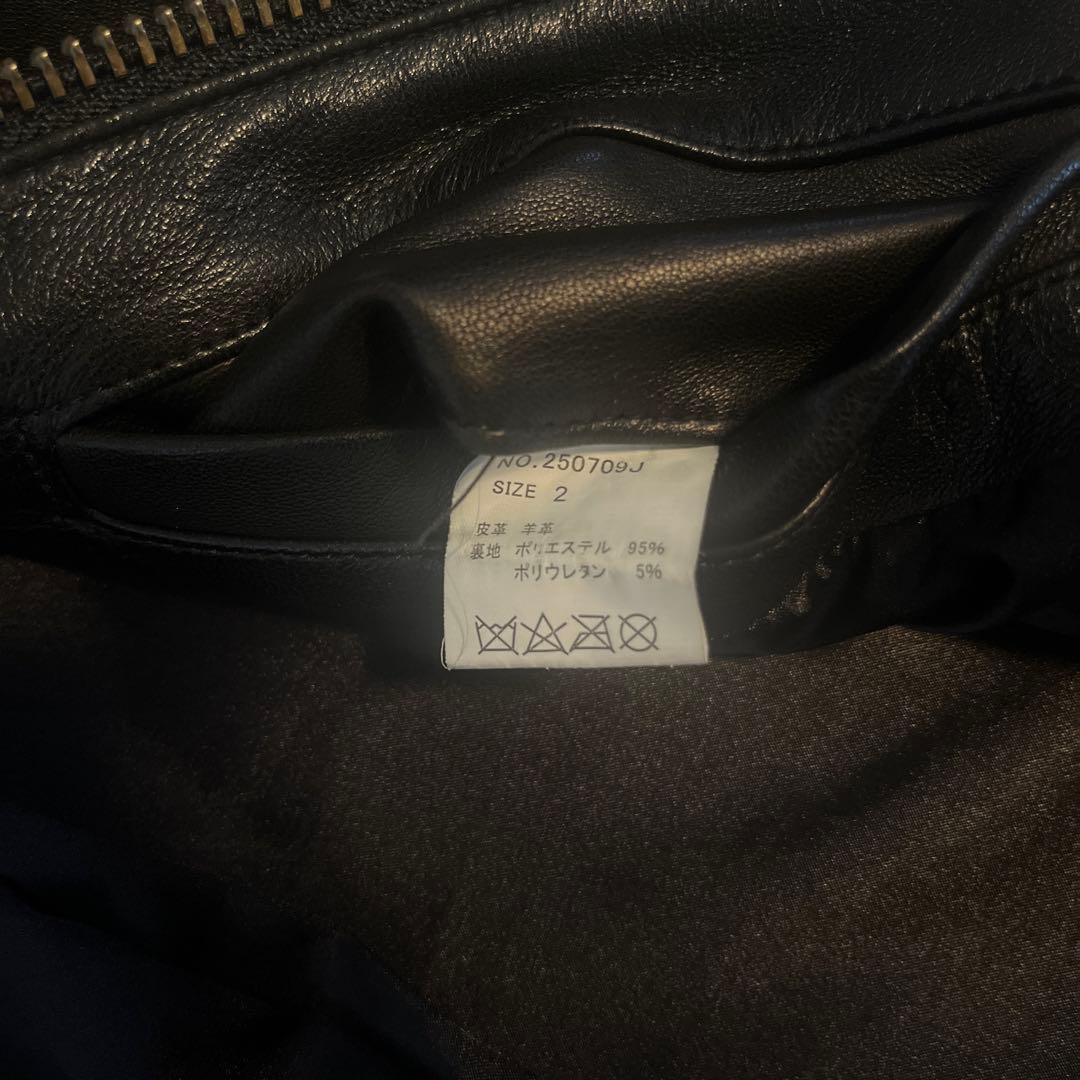 NO.250709J
SIZE 2
皮革 羊革
裏地 ポリエステル 95%
ポリウレタン 5%